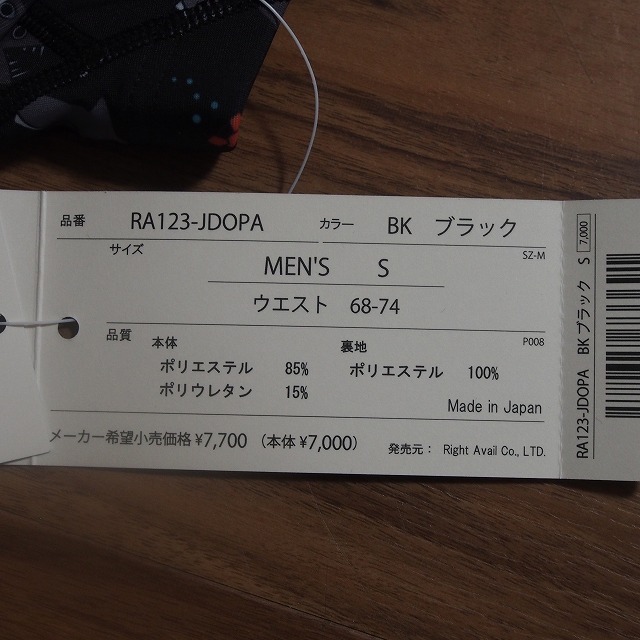 品番 RA123-JDOPA カラー BK ブラック
サイズ SZ-M
MEN'S S
ウエスト 68-74
品質 P008
本体 裏地
ポリエステル 85% ポリエステル 100%
ポリウレタン 15%
Made in Japan
メーカー希望小売価格 ¥7,700 (本体 ¥7,000) 発売元: Right Avail Co., LTD.
RA123-JDOPA BK ブラック S 7,000